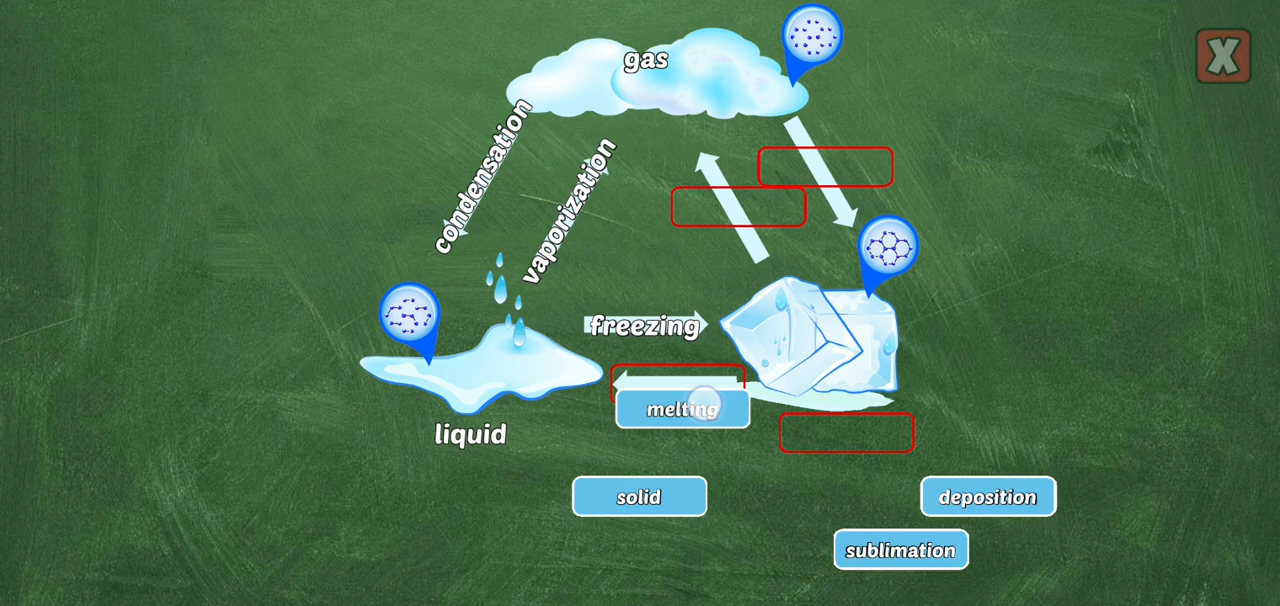 gas
X
condensation
vaporization
freezing
melting
liquid
solid
deposition
sublimation